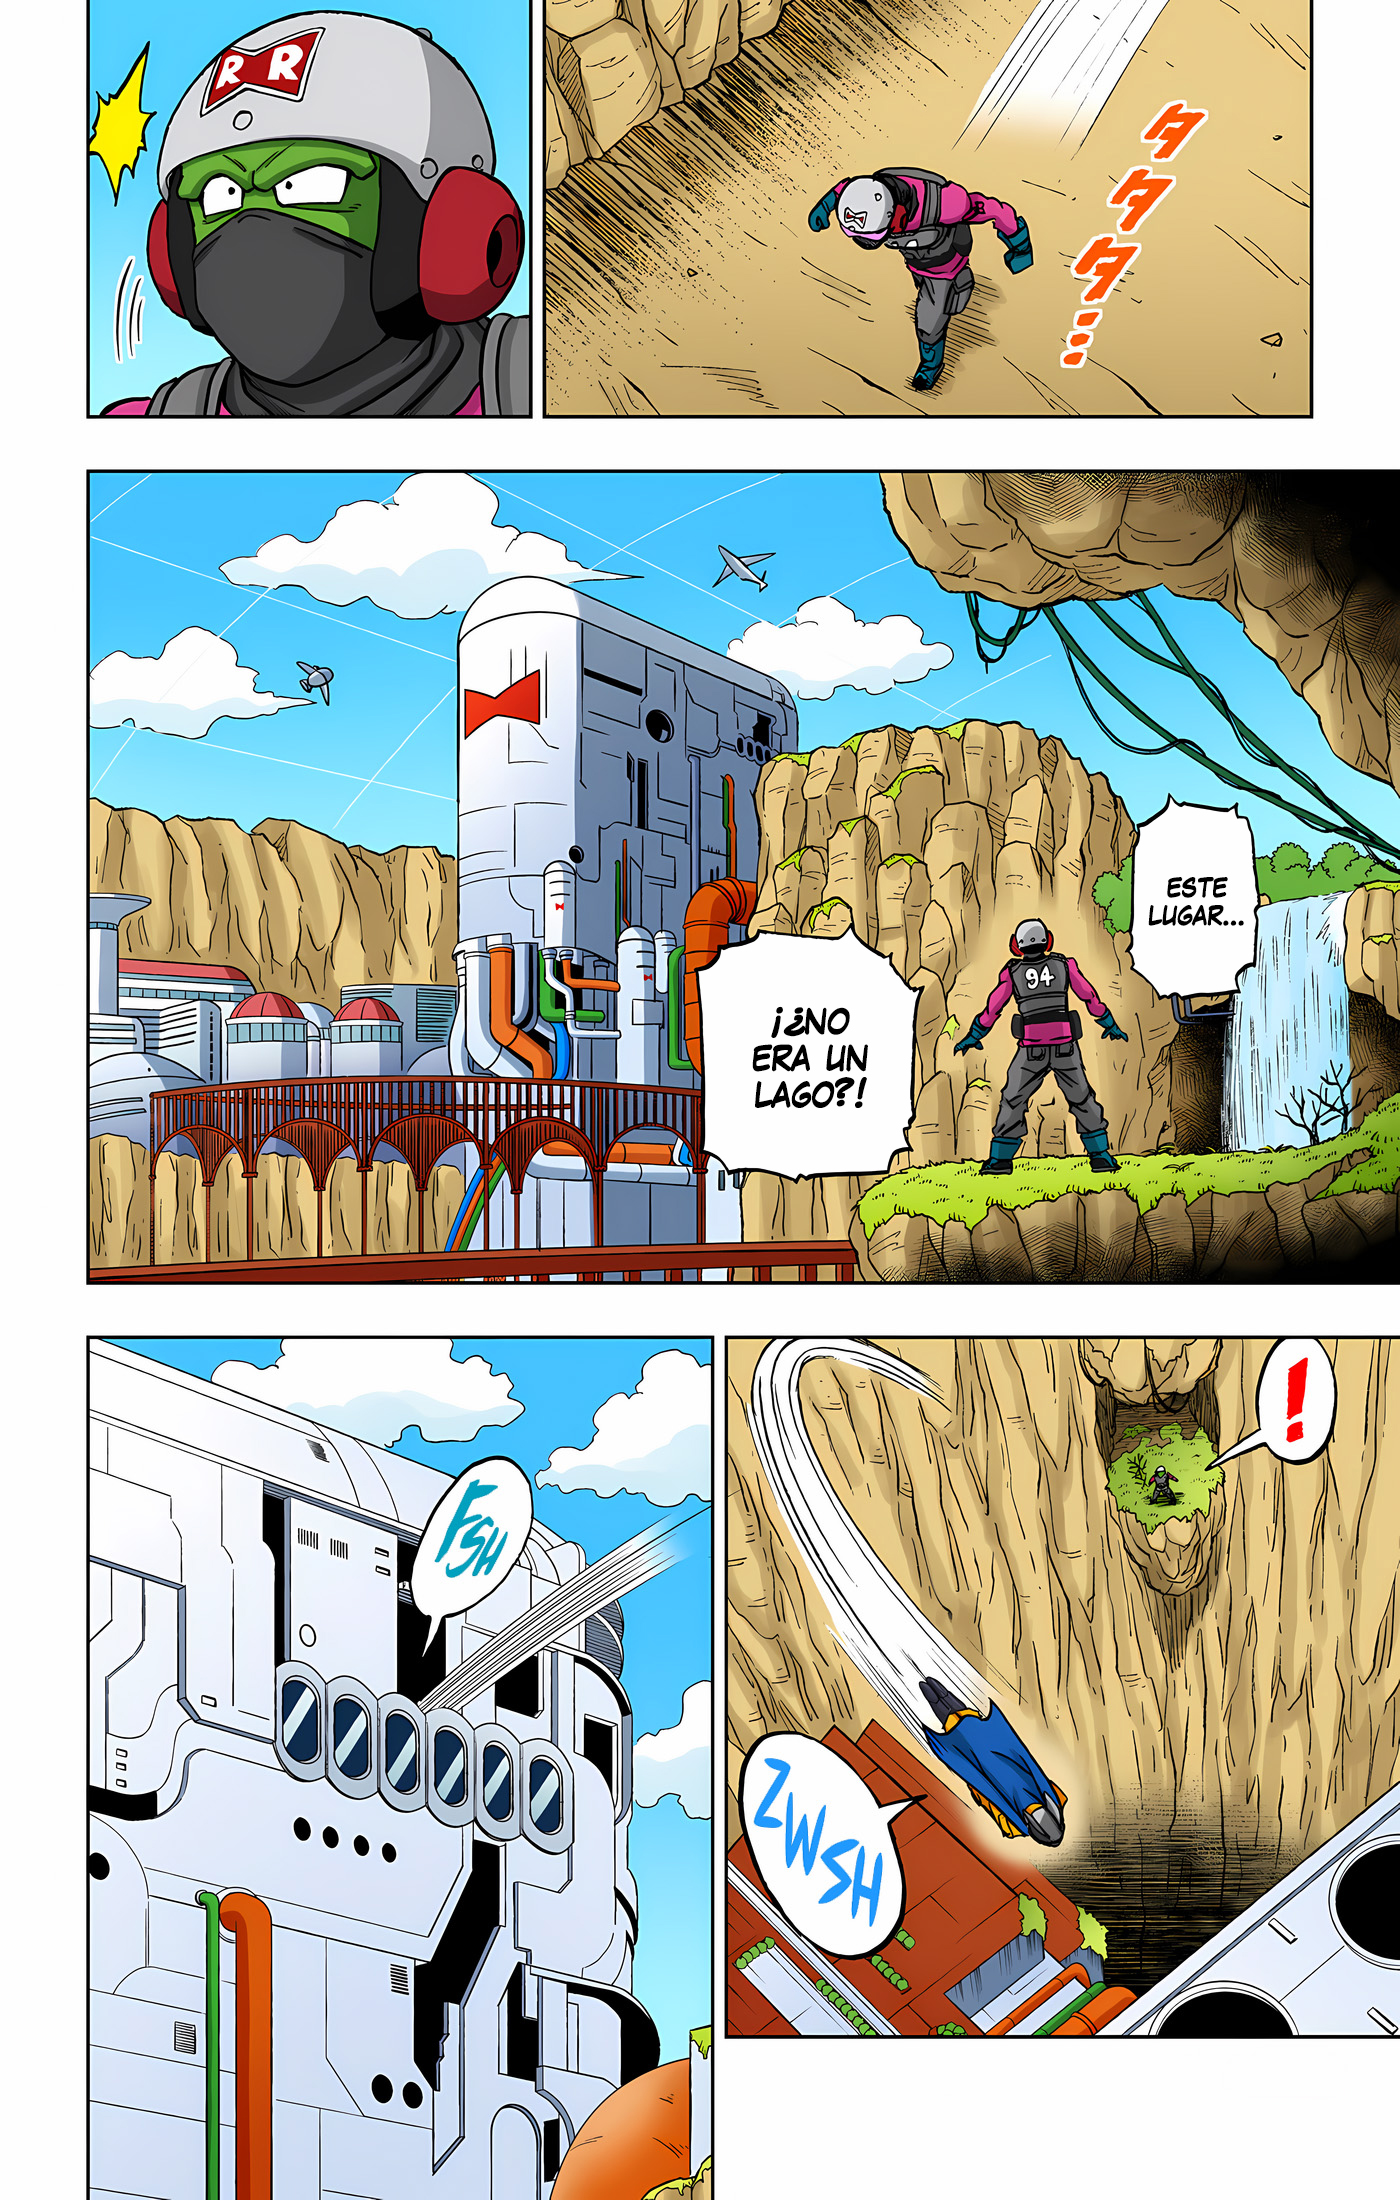 タタタ…
RR
ESTE
LUGAR...
94
¡¿NO
ERA UN
LAGO?!
!
ZWSH
FSH